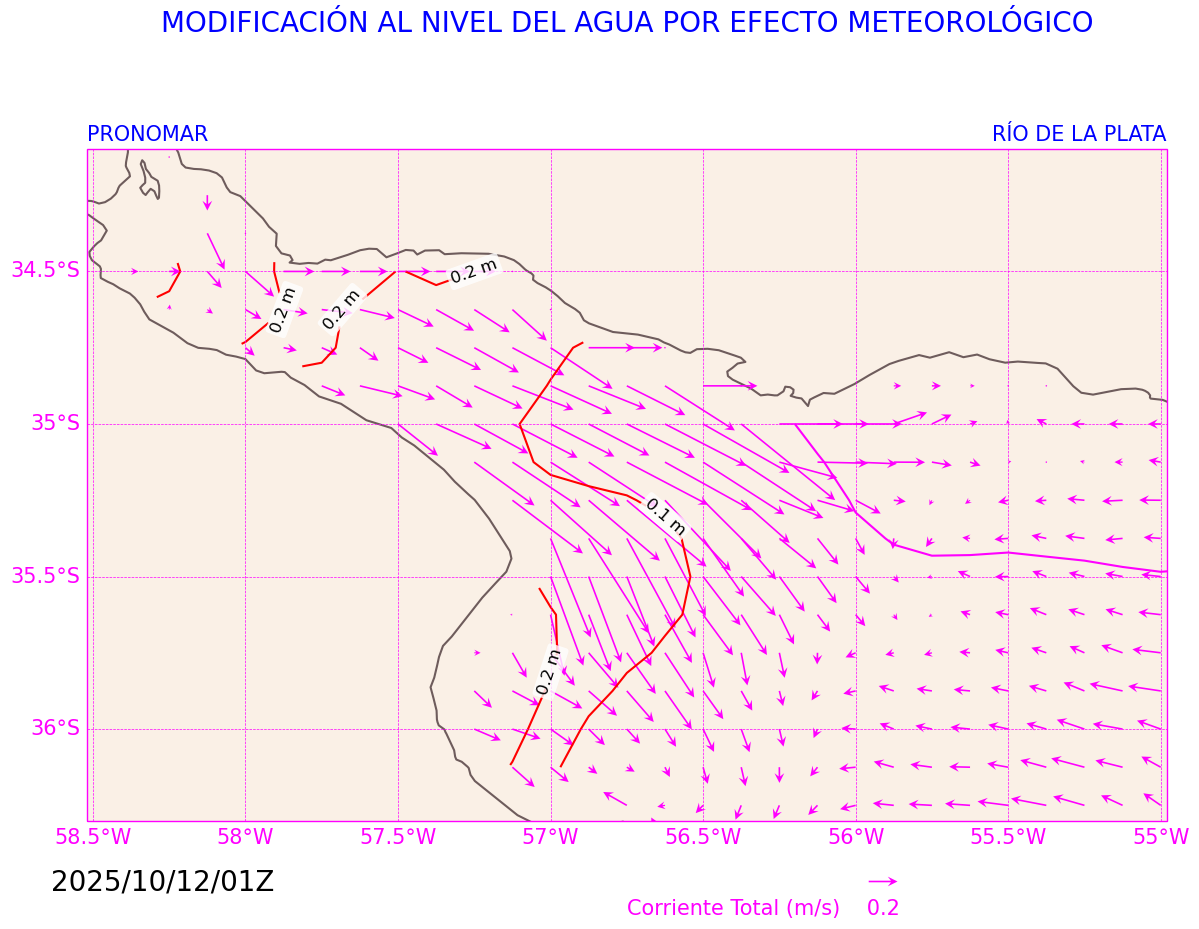 MODIFICACIÓN AL NIVEL DEL AGUA POR EFECTO METEOROLÓGICO
PRONOMAR
RÍO DE LA PLATA
34.5°S
35°S
35.5°S
36°S
0.2 m
0.2 m
0.2 m
0.1 m
0.2 m
58.5°W
58°W
57.5°W
57°W
56.5°W
56°W
55.5°W
55°W
2025/10/12/01Z
Corriente Total (m/s)
0.2